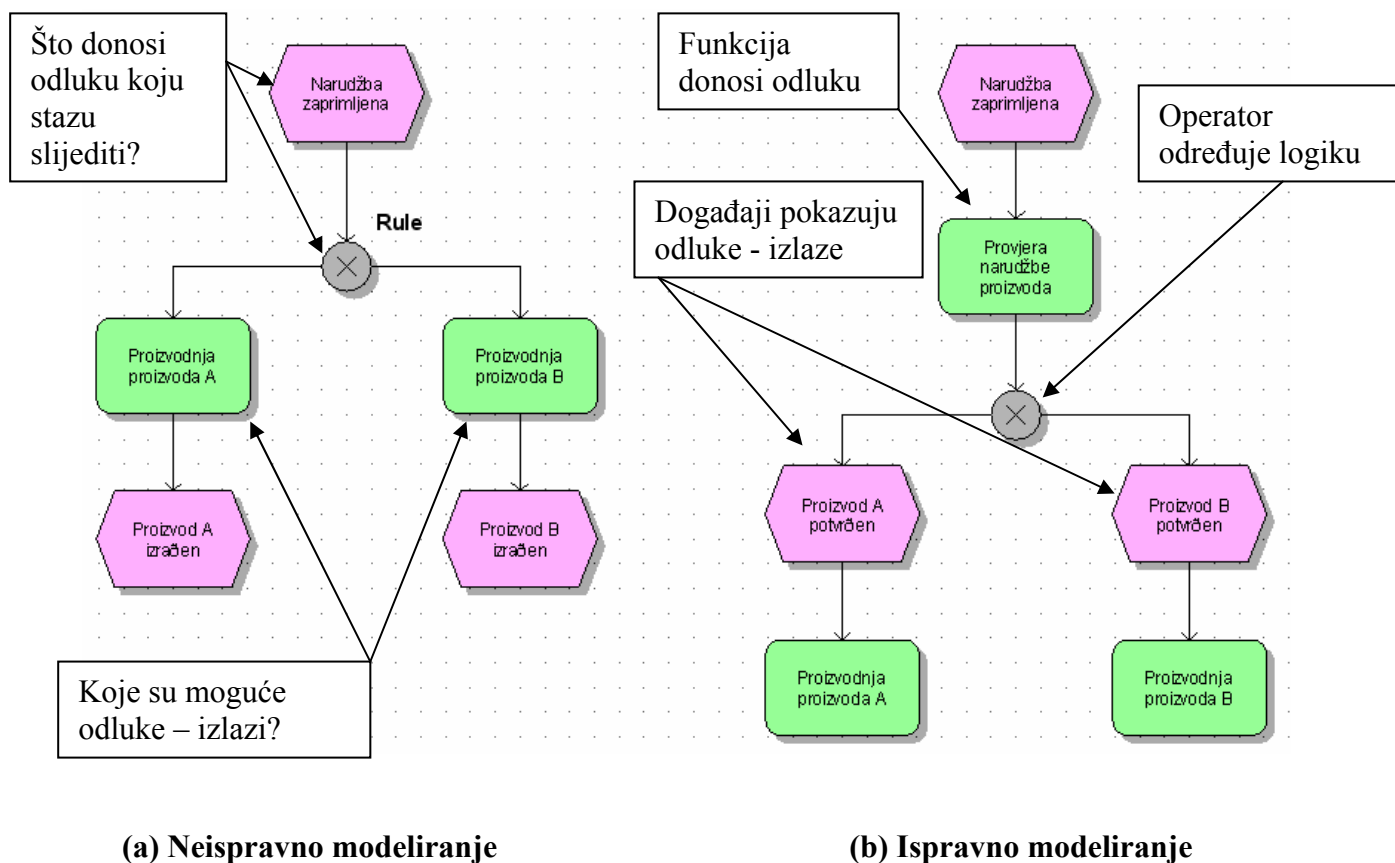 Što donosi
odluku koju
stazu
slijediti?
Narudžba
zaprimljena
Rule
Proizvodnja
proizvoda A
Proizvodnja
proizvoda B
Proizvod A
izrađen
Proizvod B
izrađen
Koje su moguće
odluke – izlazi?
(a) Neispravno modeliranje
Funkcija
donosi odluku
Narudžba
zaprimljena
Operator
određuje logiku
Događaji pokazuju
odluke - izlaze
Provjera
narudžbe
proizvoda
Proizvod A
potvrđen
Proizvod B
potvrđen
Proizvodnja
proizvoda A
Proizvodnja
proizvoda B
(b) Ispravno modeliranje